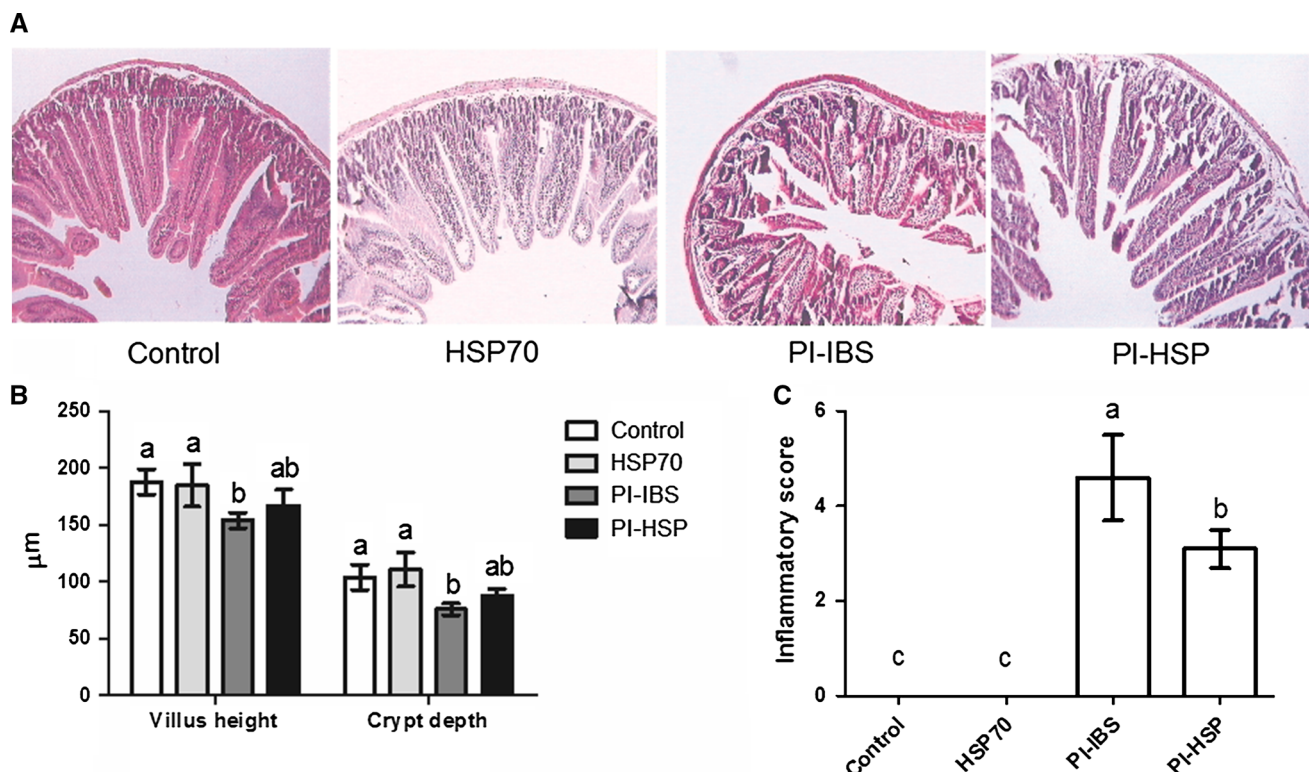 A
Control HSP70 PI-IBS PI-HSP
B
250
200
150
100
50
0
μm
a a b ab
a a b ab
Villus height Crypt depth
Control
HSP70
PI-IBS
PI-HSP
C
6
4
2
0
Inflammatory score
c c a b
Control HSP70 PI-IBS PI-HSP